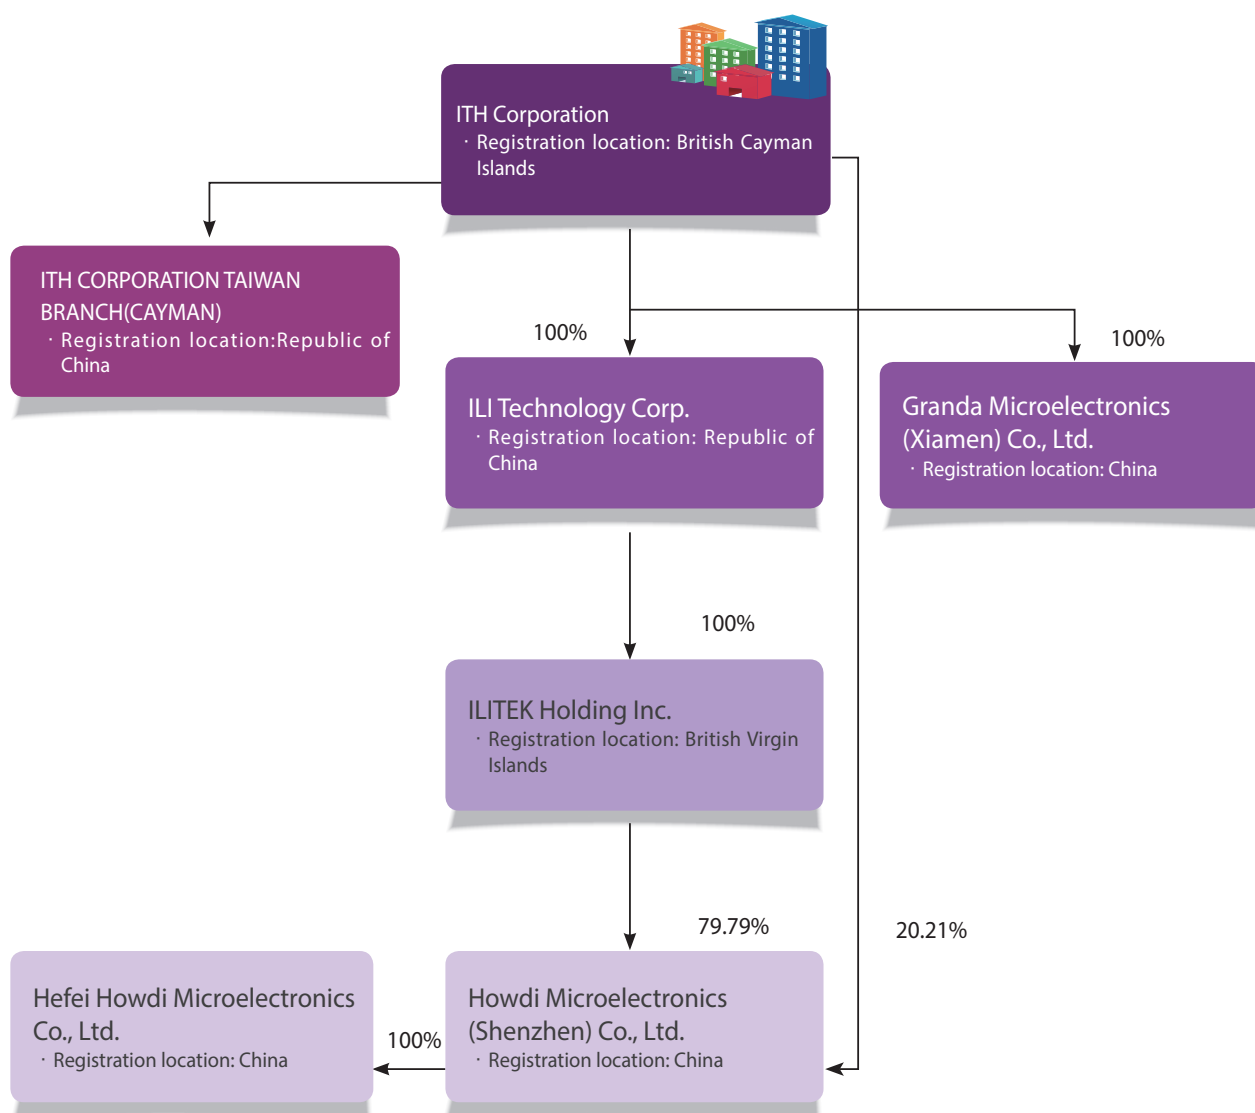 ITH Corporation
· Registration location: British Cayman
Islands
ITH CORPORATION TAIWAN
BRANCH(CAYMAN)
· Registration location:Republic of
China
100%
100%
ILI Technology Corp.
· Registration location: Republic of
China
Granda Microelectronics
(Xiamen) Co., Ltd.
· Registration location: China
100%
ILITEK Holding Inc.
· Registration location: British Virgin
Islands
79.79%
20.21%
Hefei Howdi Microelectronics
Co., Ltd.
· Registration location: China
100%
Howdi Microelectronics
(Shenzhen) Co., Ltd.
· Registration location: China